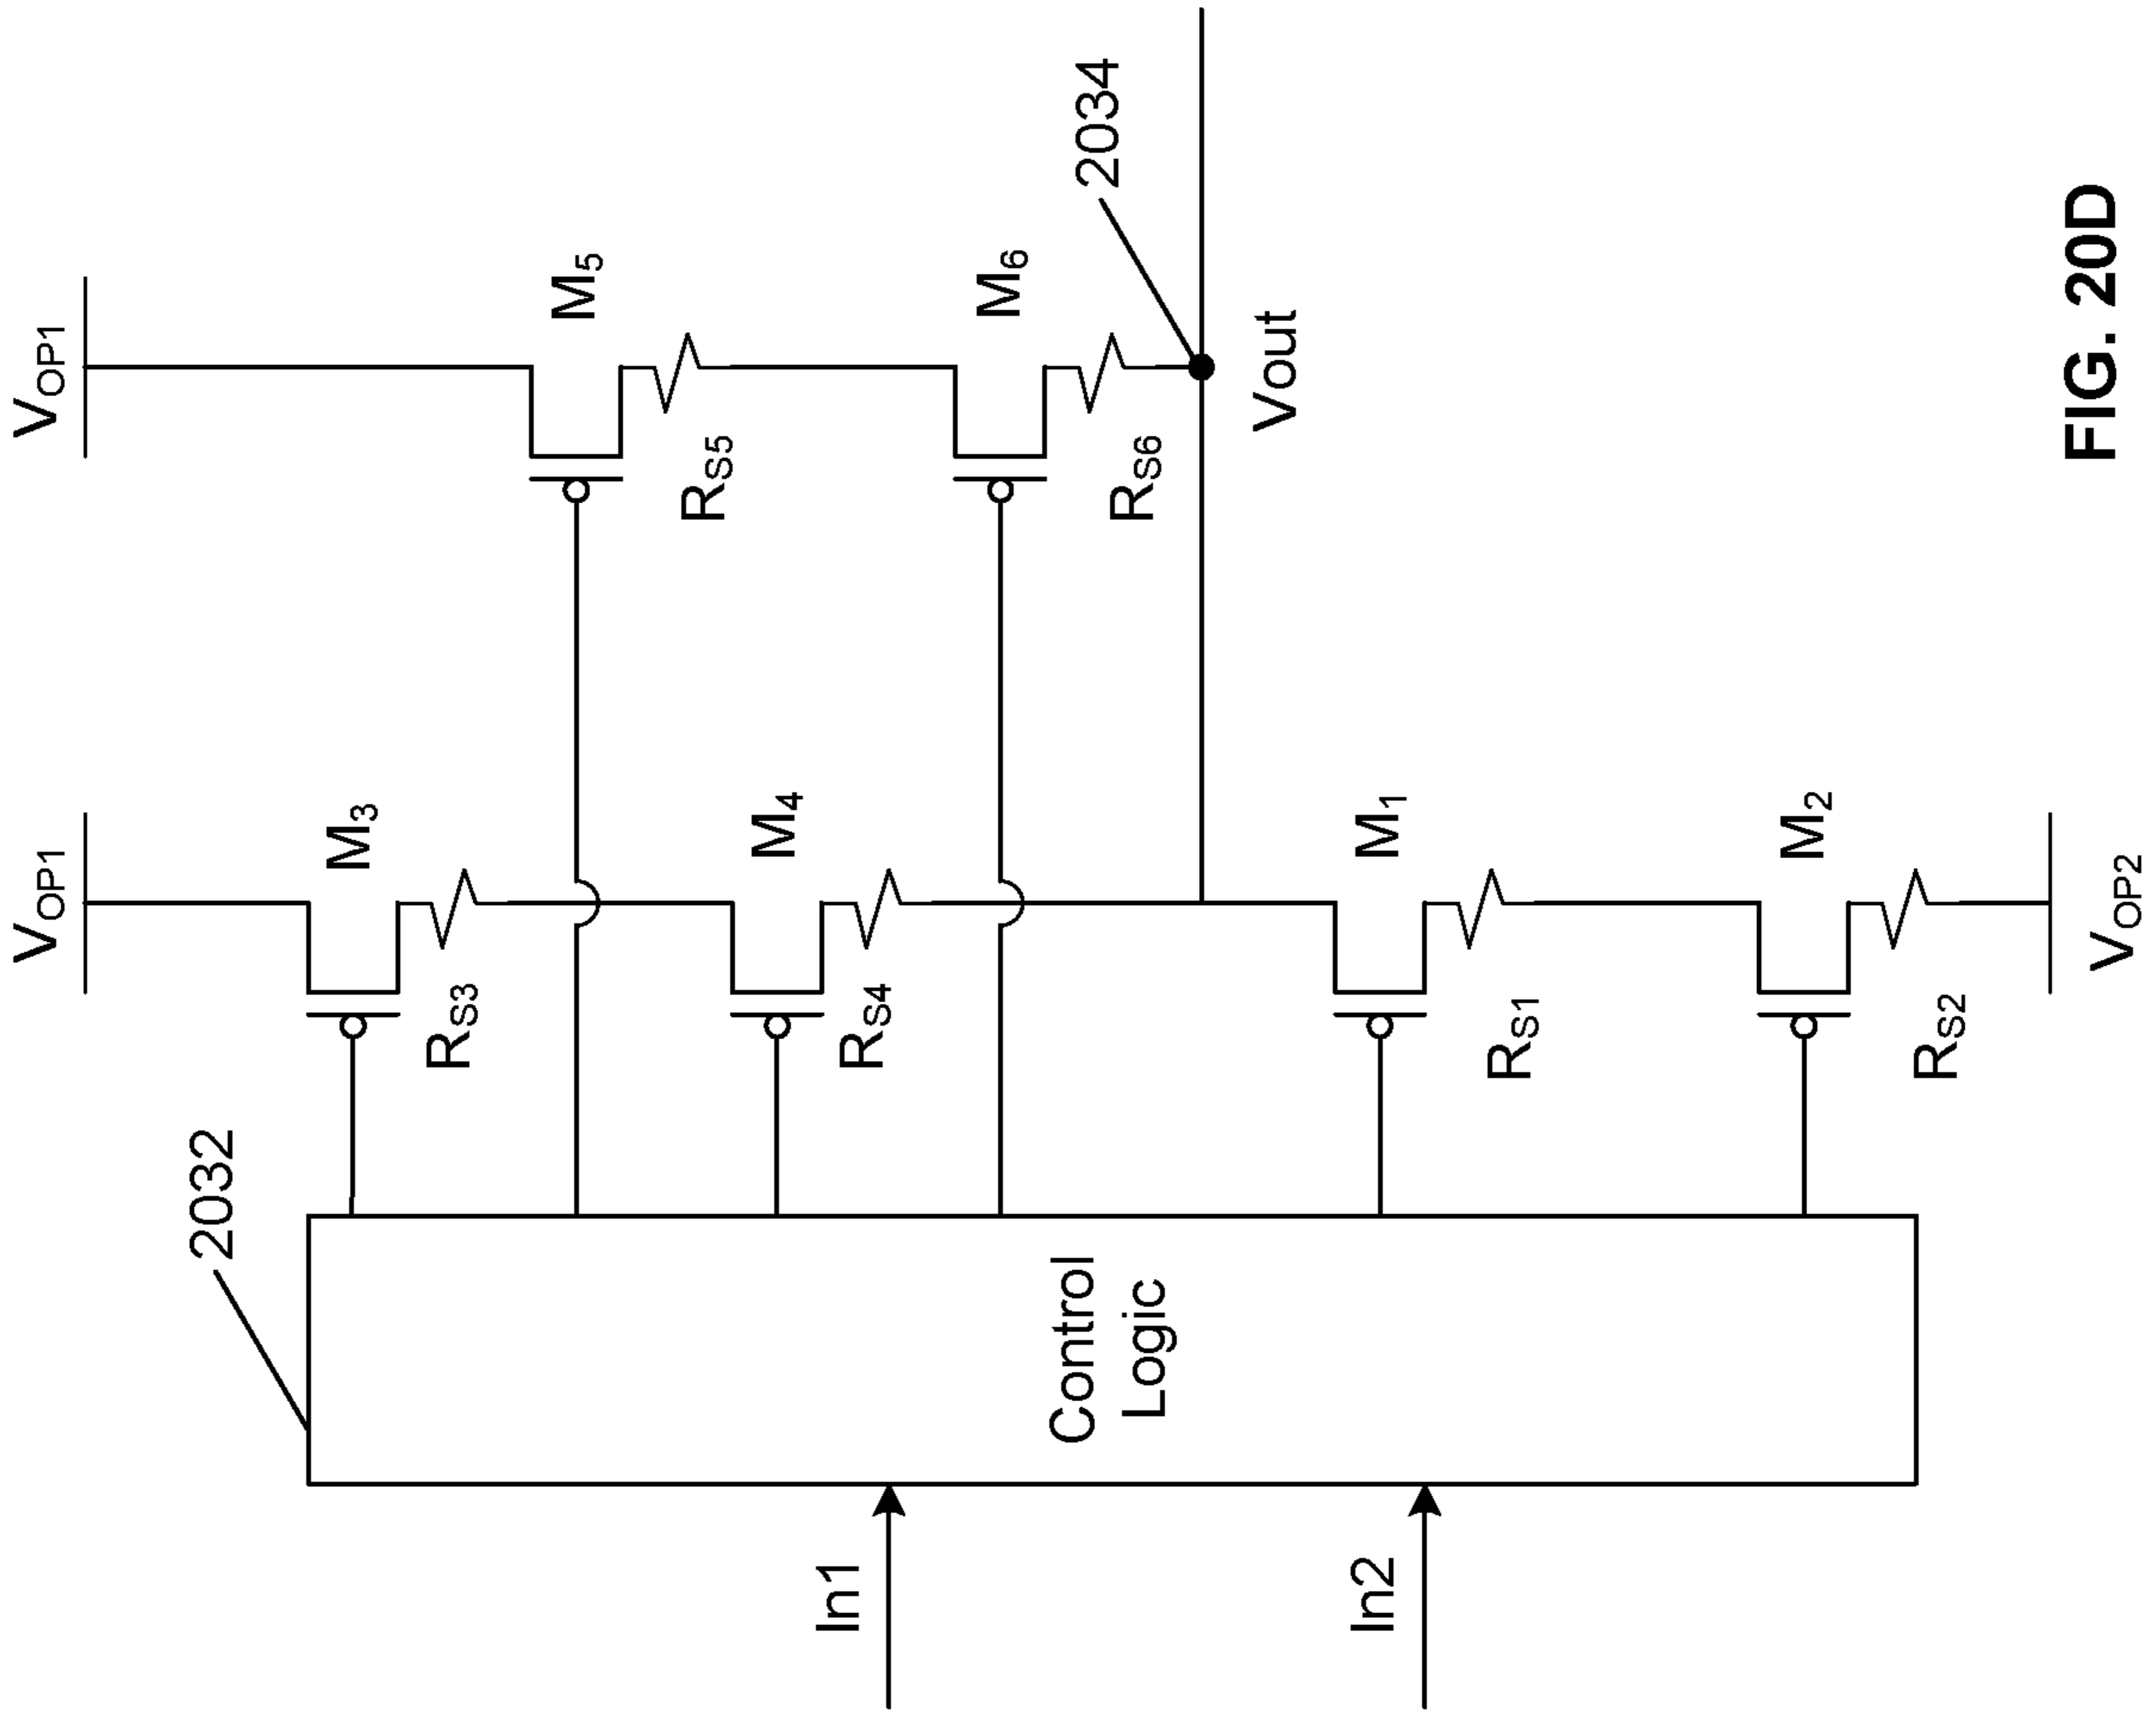 V_OP1
V_OP1
2032
M_3
M_5
R_S3
R_S5
2034
M_4
M_6
R_S4
R_S6
In1
Control
Logic
Vout
In2
M_1
R_S1
M_2
R_S2
V_OP2
FIG. 20D